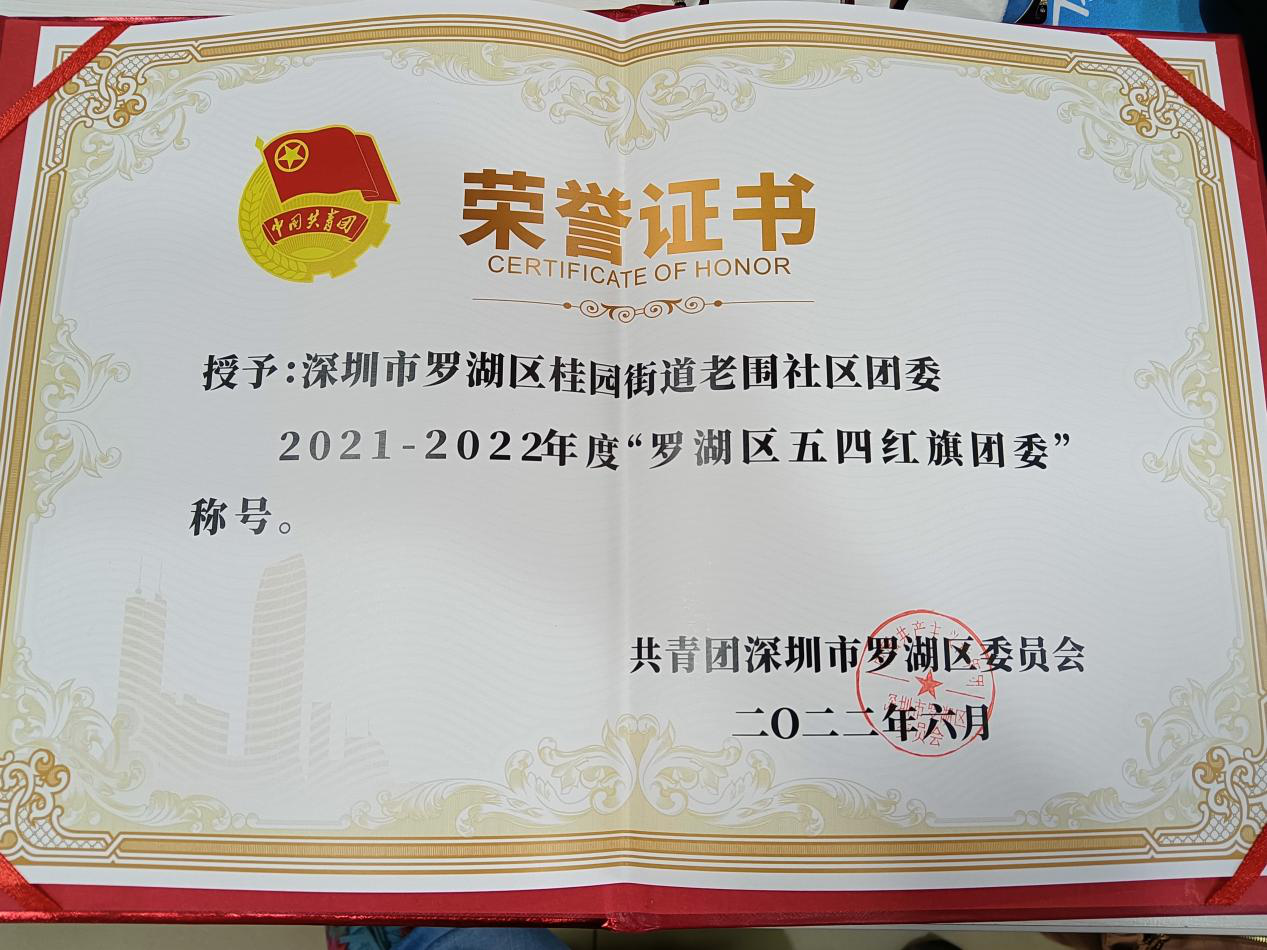 中国共青团
荣誉证书
CERTIFICATE OF HONOR
授予：深圳市罗湖区桂园街道老围社区团委
2021-2022年度“罗湖区五四红旗团委”
称号。
共青团深圳市罗湖区委员会
二〇二二年六月